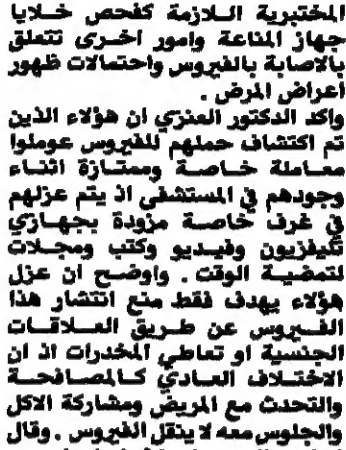 المختبرية اللازمة كفحص خلايا
جهاز المناعة وامور اخرى تتعلق
بالاصابة بالفيروس واحتمالات ظهور
اعراض المرض .
واكد الدكتور العنزي ان هؤلاء الذين
تم اكتشاف حملهم للفيروس عوملوا
معاملة خاصة وممتازة اثناء
وجودهم في المستشفى اذ يتم عزلهم
في غرف خاصة مزودة بجهازي
تليفزيون وفيديو وكتب ومجلات
لتمضية الوقت . واوضح ان عزل
هؤلاء يهدف فقط منع انتشار هذا
الفيروس عن طريق العلاقات
الجنسية او تعاطي المخدرات اذ ان
الاختلاف العادي كالمصافحة
والتحدث مع المريض ومشاركة الاكل
والجلوس معه لا ينقل الفيروس . وقال